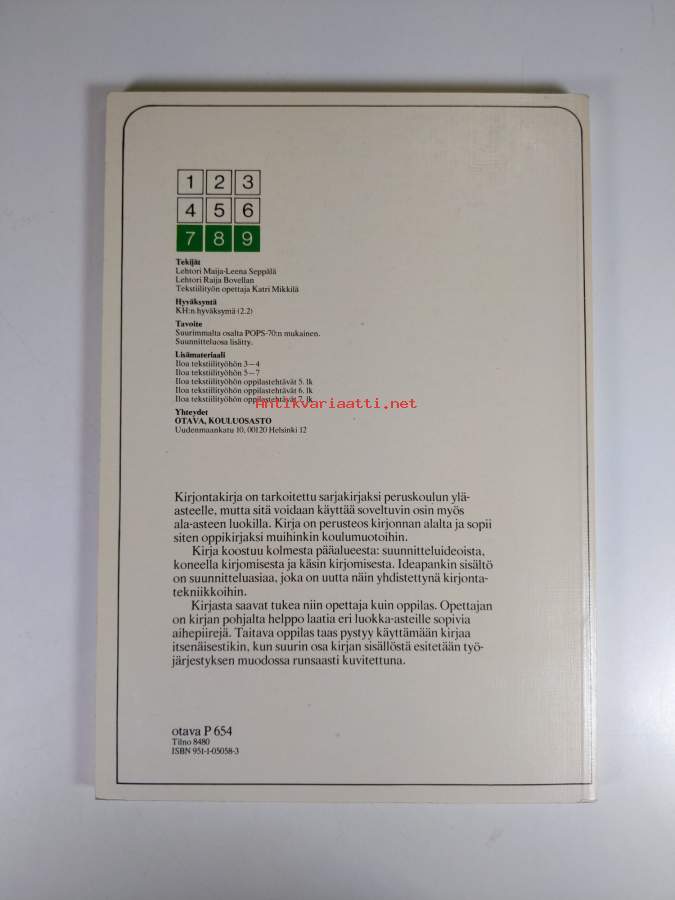 1 2 3
4 5 6
7 8 9
Tekijät
Lehtori Maija-Leena Seppälä
Lehtori Raija Bovellan
Tekstiilityön opettaja Katri Mikkilä
Hyväksyntä
KH:n hyväksymä (2.2)
Tavoite
Suurimmalta osalta POPS-70:n mukainen.
Suunnitteluosa lisätty.
Lisämateriaali
Iloa tekstiilityöhön 3—4
Iloa tekstiilityöhön 5—7
Iloa tekstiilityöhön oppilastehtävät 5. lk
Iloa tekstiilityöhön oppilastehtävät 6. lk
Iloa tekstiilityöhön oppilastehtävät 7. lk
Antikvariaatti.net
Yhteydet
OTAVA, KOULUOSASTO
Uudenmaankatu 10, 00120 Helsinki 12
Kirjontakirja on tarkoitettu sarjakirjaksi peruskoulun ylä-
asteelle, mutta sitä voidaan käyttää soveltuvin osin myös
ala-asteen luokilla. Kirja on perusteos kirjonnan alalta ja sopii
siten oppikirjaksi muihinkin koulumuotoihin.
Kirja koostuu kolmesta pääalueesta: suunnitteluideoista,
koneella kirjomisesta ja käsin kirjomisesta. Ideapankin sisältö
on suunnitteluasiaa, joka on uutta näin yhdistettynä kirjonta-
tekniikkoihin.
Kirjasta saavat tukea niin opettaja kuin oppilas. Opettajan
on kirjan pohjalta helppo laatia eri luokka-asteille sopivia
aihepiirejä. Taitava oppilas taas pystyy käyttämään kirjaa
itsenäisestikin, kun suurin osa kirjan sisällöstä esitetään työ-
järjestyksen muodossa runsaasti kuvitettuna.
otava P 654
Tilno 8480
ISBN 951-1-05058-3